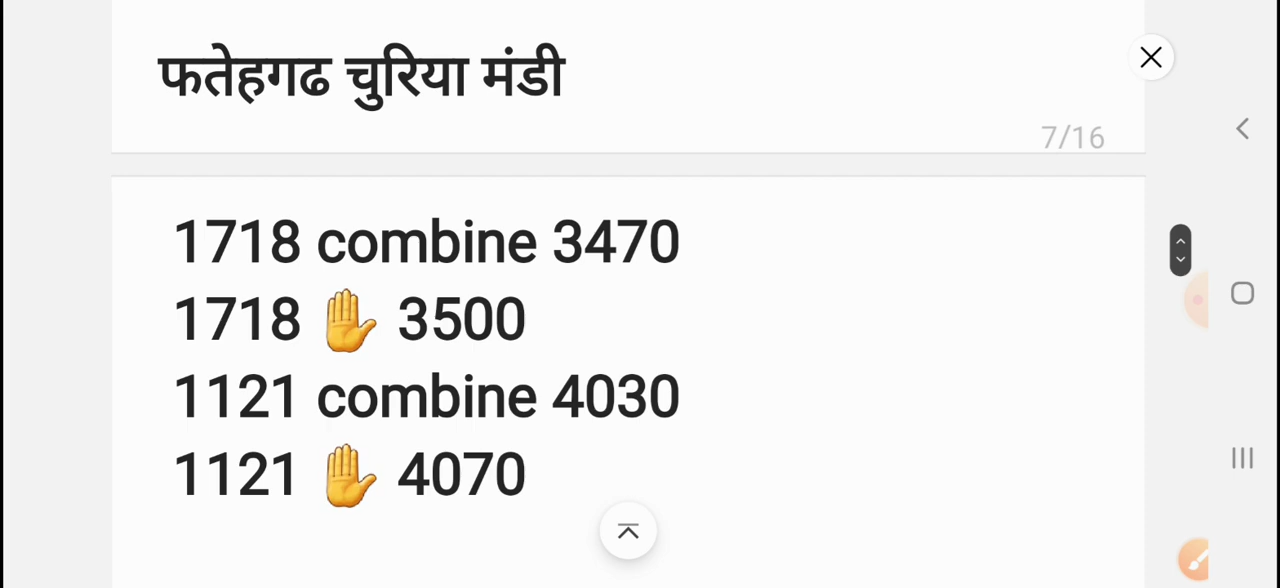 फतेहगढ चुरिया मंडी
7/16
1718 combine 3470
1718 ✋ 3500
1121 combine 4030
1121 ✋ 4070